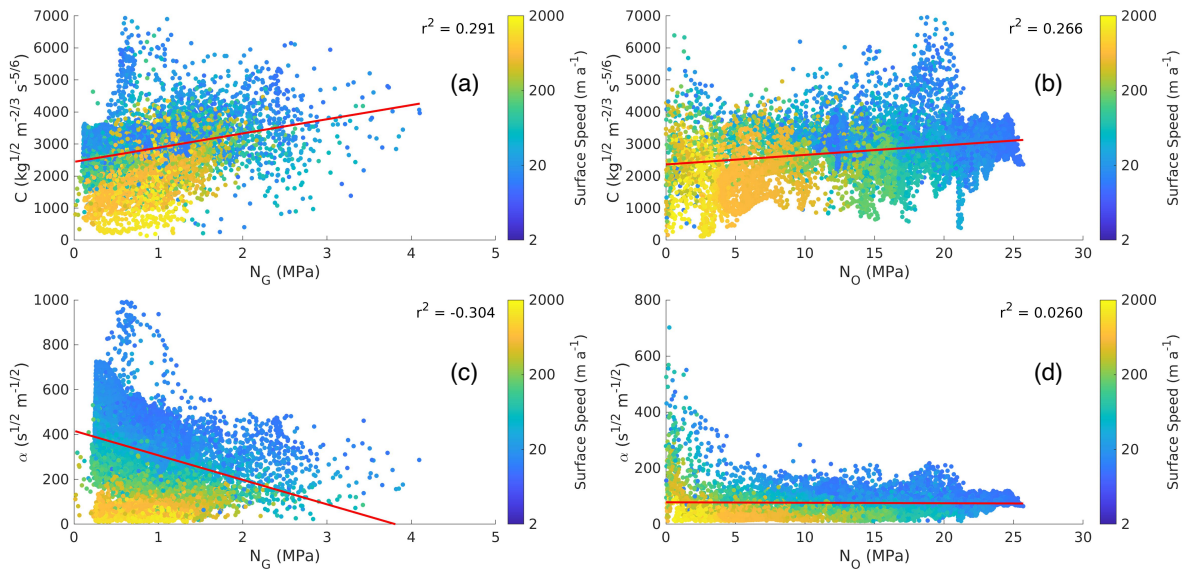 7000
6000
5000
4000
3000
2000
1000
0
C (kg^1/2 m^-2/3 s^-5/6)
0 1 2 3 4 5
N_G (MPa)
r² = 0.291
(a)
2000
200
20
2
Surface Speed (m a^-1)
7000
6000
5000
4000
3000
2000
1000
0
C (kg^1/2 m^-2/3 s^-5/6)
0 5 10 15 20 25 30
N_O (MPa)
r² = 0.266
(b)
2000
200
20
2
Surface Speed (m a^-1)
1000
800
600
400
200
0
α (s^1/2 m^-1/2)
0 1 2 3 4 5
N_G (MPa)
r² = -0.304
(c)
2000
200
20
2
Surface Speed (m a^-1)
800
600
400
200
0
α (s^1/2 m^-1/2)
0 5 10 15 20 25 30
N_O (MPa)
r² = 0.0260
(d)
2000
200
20
2
Surface Speed (m a^-1)